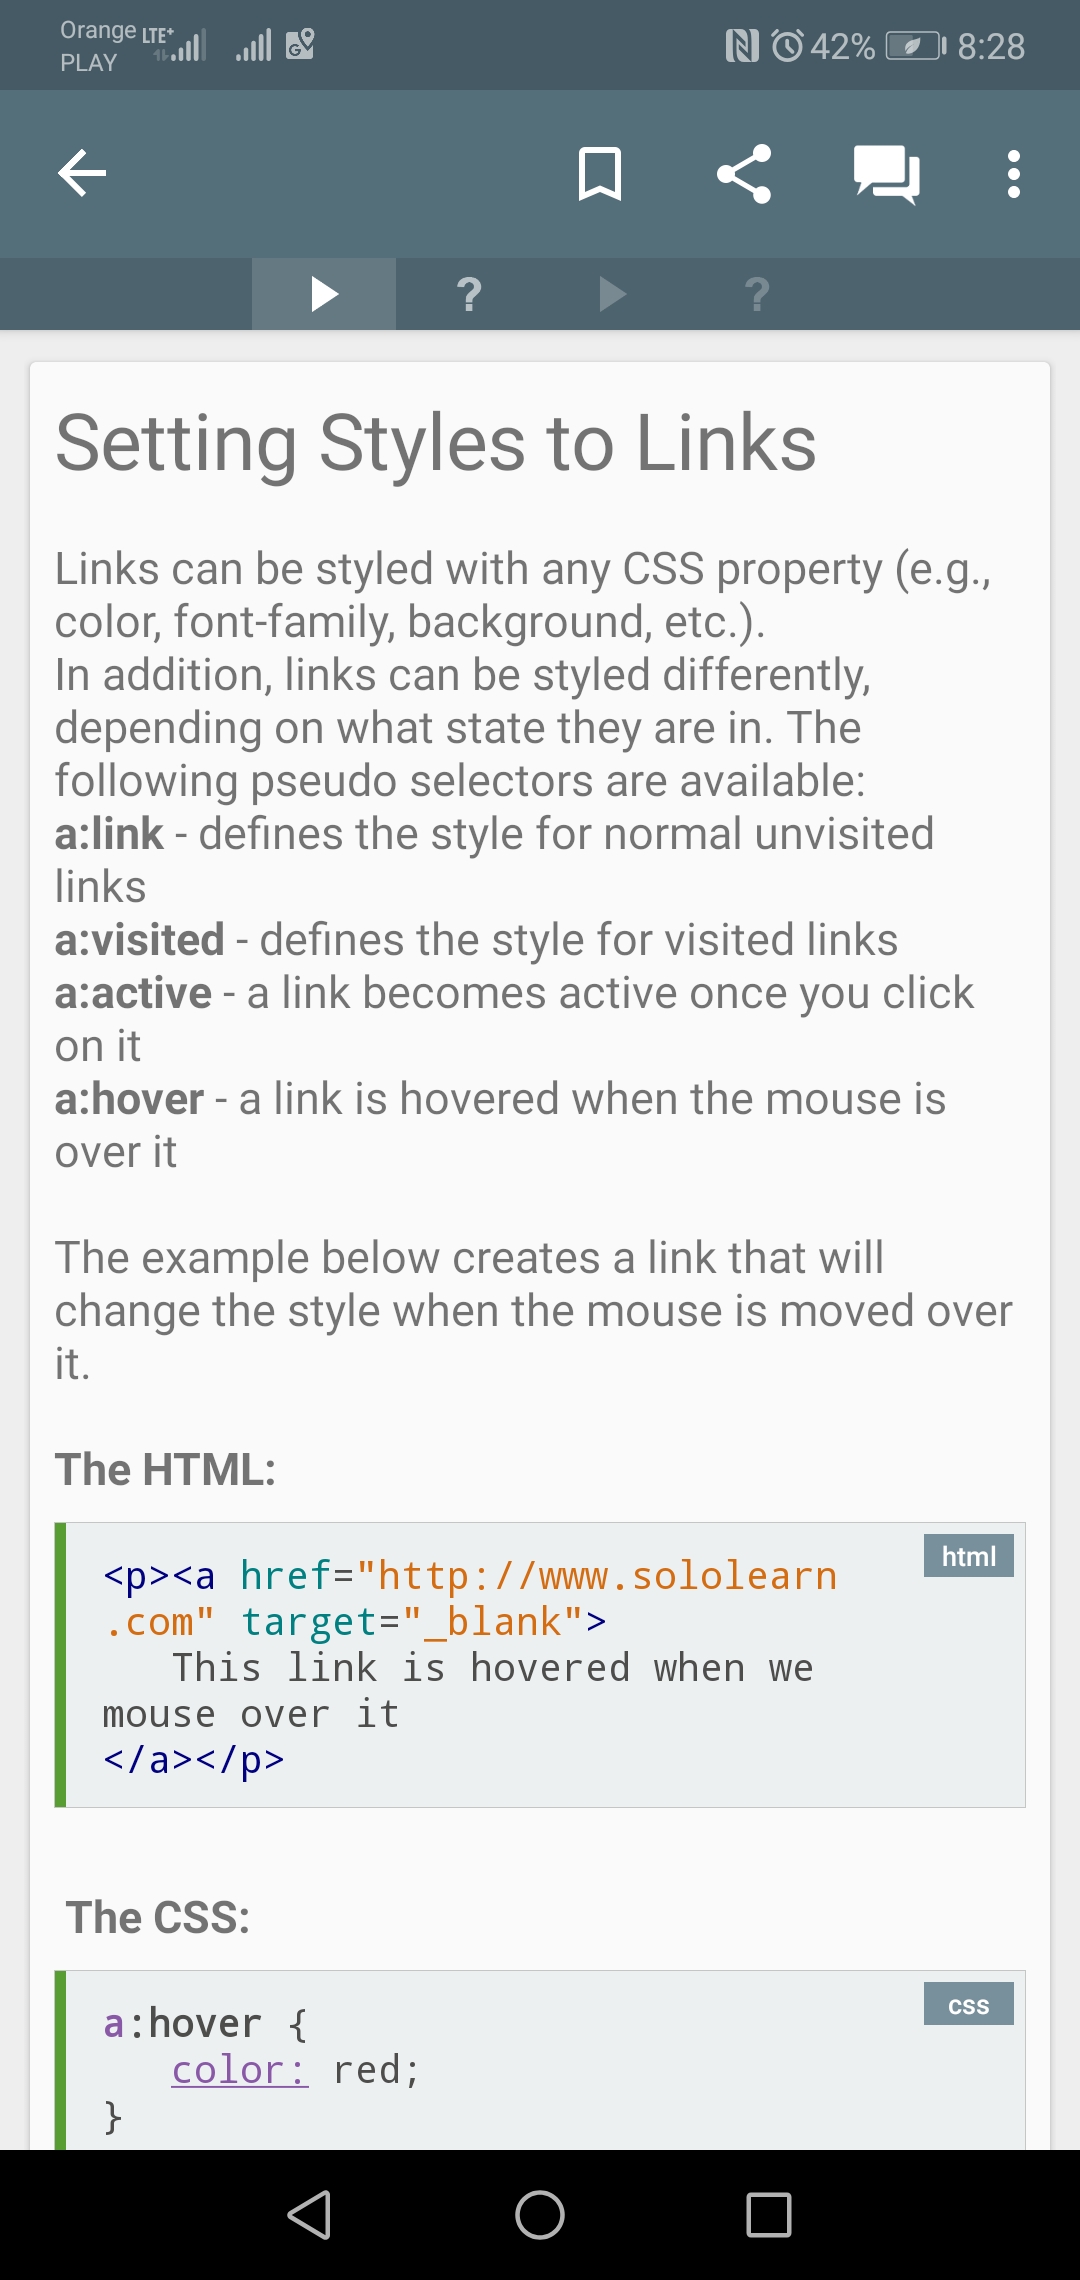 Orange LTE+
PLAY
42% 8:28
? ?
Setting Styles to Links
Links can be styled with any CSS property (e.g.,
color, font-family, background, etc.).
In addition, links can be styled differently,
depending on what state they are in. The
following pseudo selectors are available:
a:link - defines the style for normal unvisited
links
a:visited - defines the style for visited links
a:active - a link becomes active once you click
on it
a:hover - a link is hovered when the mouse is
over it
The example below creates a link that will
change the style when the mouse is moved over
it.
The HTML:
html
<p><a href="http://www.sololearn
.com" target="_blank">
This link is hovered when we
mouse over it
</a></p>
The CSS:
css
a:hover {
color: red;
}